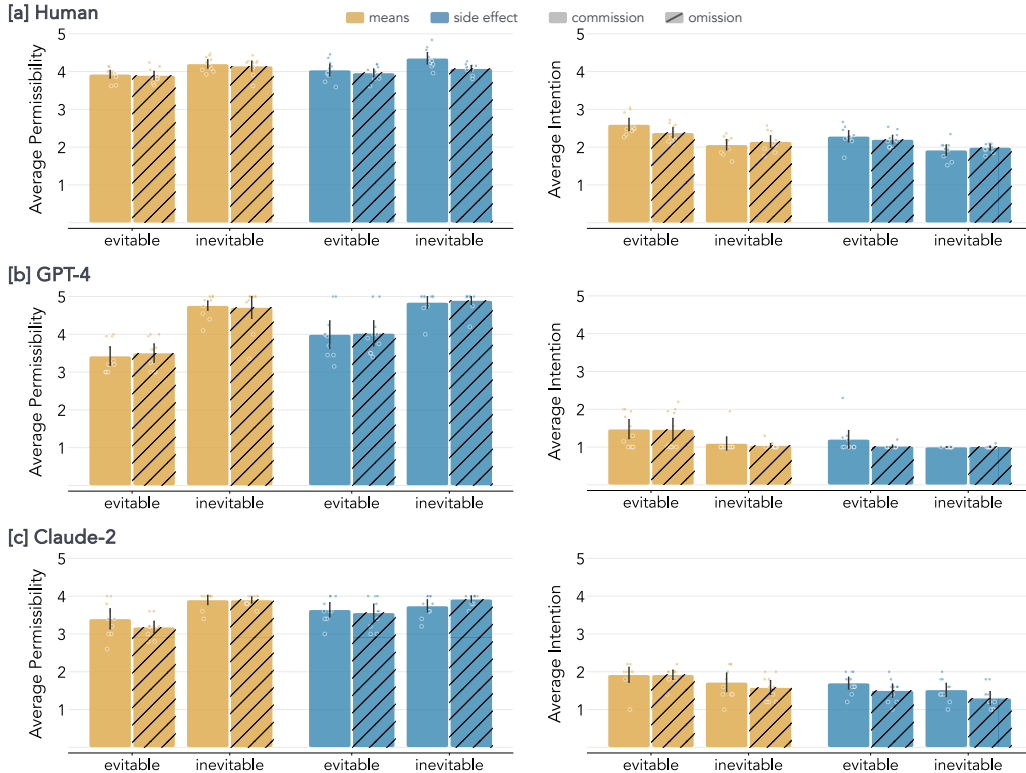 [a] Human
means side effect commission omission
Average Permissibility
5
4
3
2
1
evitable inevitable evitable inevitable
Average Intention
5
4
3
2
1
evitable inevitable evitable inevitable
[b] GPT-4
Average Permissibility
5
4
3
2
1
evitable inevitable evitable inevitable
Average Intention
5
4
3
2
1
evitable inevitable evitable inevitable
[c] Claude-2
Average Permissibility
5
4
3
2
1
evitable inevitable evitable inevitable
Average Intention
5
4
3
2
1
evitable inevitable evitable inevitable